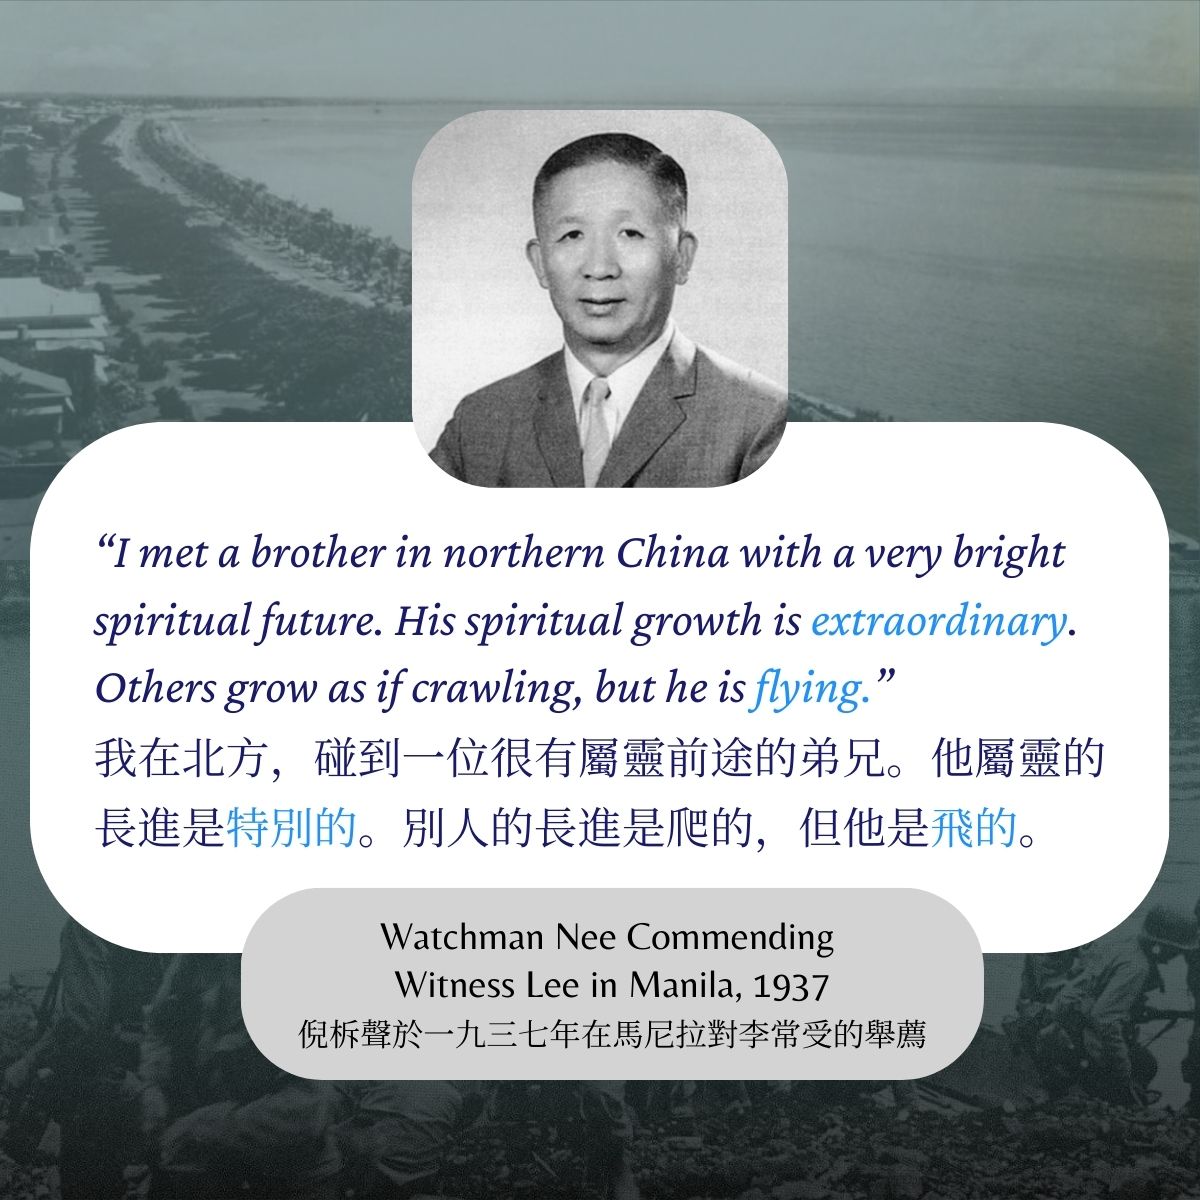 “I met a brother in northern China with a very bright
spiritual future. His spiritual growth is extraordinary.
Others grow as if crawling, but he is flying.”
我在北方，碰到一位很有屬靈前途的弟兄。他屬靈的
長進是特別的。別人的長進是爬的，但他是飛的。
Watchman Nee Commending
Witness Lee in Manila, 1937
倪柝聲於一九三七年在馬尼拉對李常受的舉薦